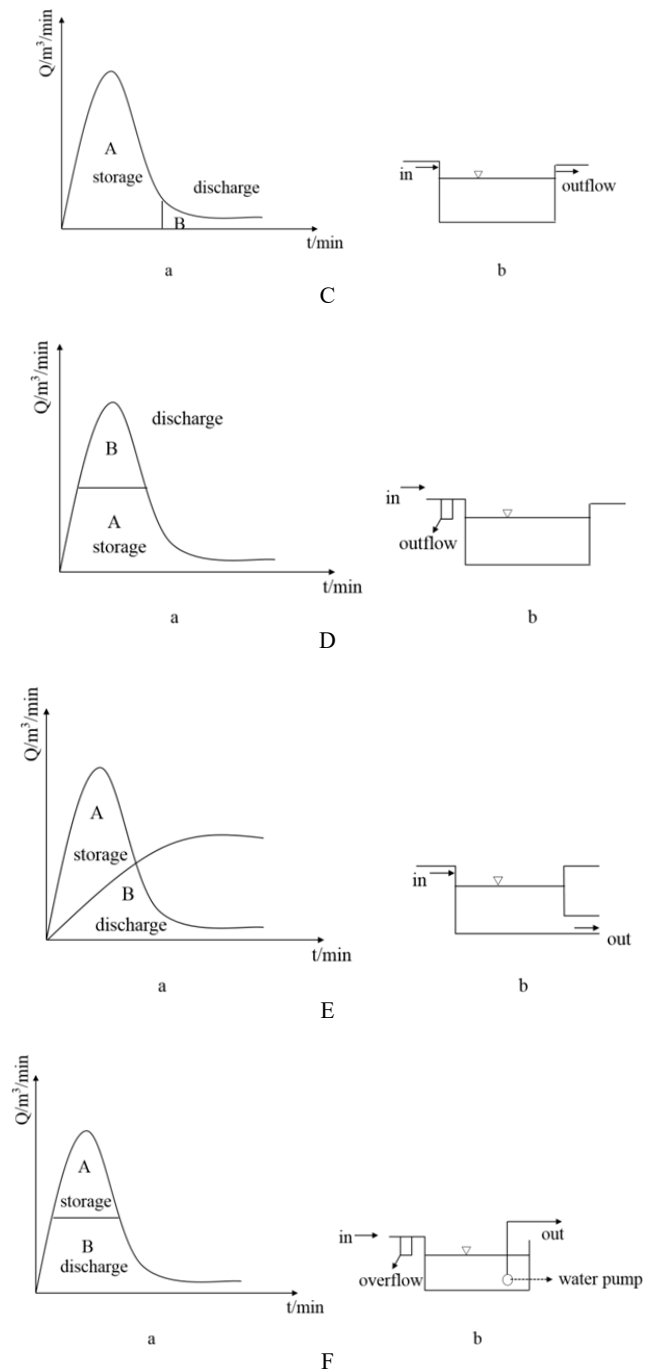 Q/m³/min
A
storage
discharge
B
t/min
a
in
outflow
b
C
Q/m³/min
discharge
B
A
storage
t/min
a
in
outflow
b
D
Q/m³/min
A
storage
B
discharge
t/min
a
in
out
b
E
Q/m³/min
A
storage
B
discharge
t/min
a
in
out
overflow
water pump
b
F